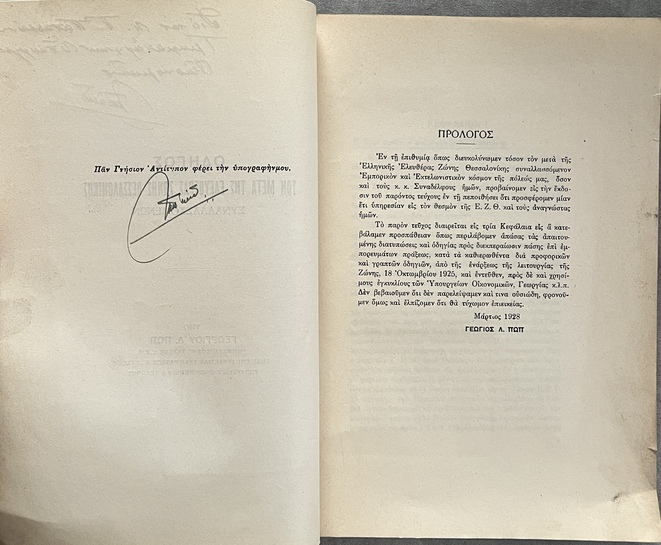 Πᾶν Γνήσιον Ἀντίτυπον φέρει τὴν ὑπογραφήνμου.
ΠΡΟΛΟΓΟΣ
Ἐν τῇ ἐπιθυμίᾳ ὅπως διευκολύνωμεν τόσον τὸν μετὰ τῆς
Ἑλληνικῆς Ἐλευθέρας Ζώνης Θεσσαλονίκης συναλλασσόμενον
Ἐμπορικὸν καὶ Ἐκτελωνιστικὸν κόσμον τῆς πόλεώς μας, ὅσον
καὶ τοὺς κ. κ. Συναδέλφους ἡμῶν, προβαίνομεν εἰς τὴν ἔκδο-
σιν τοῦ παρόντος τεύχους ἐν τῇ πεποιθήσει ὅτι προσφέρομεν μίαν
ἔτι ὑπηρεσίαν εἰς τὸν θεσμὸν τῆς Ε. Ζ. Θ. καὶ τοὺς ἀναγνώστας
ἡμῶν.
Τὸ παρὸν τεῦχος διαιρεῖται εἰς τρία Κεφάλαια εἰς ἃ κατε-
βάλαμεν προσπάθειαν ὅπως περιλάβωμεν ἁπάσας τὰς ἀπαιτου-
μένης διατυπώσεις καὶ ὁδηγίας πρὸς διεκπεραίωσιν πάσης ἐπὶ ἐμ-
πορευμάτων πράξεως, κατὰ τὰ καθιερωθέντα διὰ προφορικῶν
καὶ γραπτῶν ὁδηγιῶν, ἀπὸ τῆς ἐνάρξεως τῆς λειτουργίας τῆς
Ζώνης, 18 Ὀκτωμβρίου 1925, καὶ ἐντεῦθεν, πρὸς δὲ καὶ χρησί-
μους ἐγκυκλίους τῶν Ὑπουργείων Οἰκονομικῶν, Γεωργίας κ.λ.π.
Δὲν βεβαιοῦμεν ὅτι δὲν παρελείψαμεν καὶ τινα οὐσιώδη, φρονοῦ-
μεν ὅμως καὶ ἐλπίζομεν ὅτι θὰ τύχωμεν ἐπιεικείας.
Μάρτιος 1928
ΓΕΩΡΓΙΟΣ Λ. ΠΩΠ